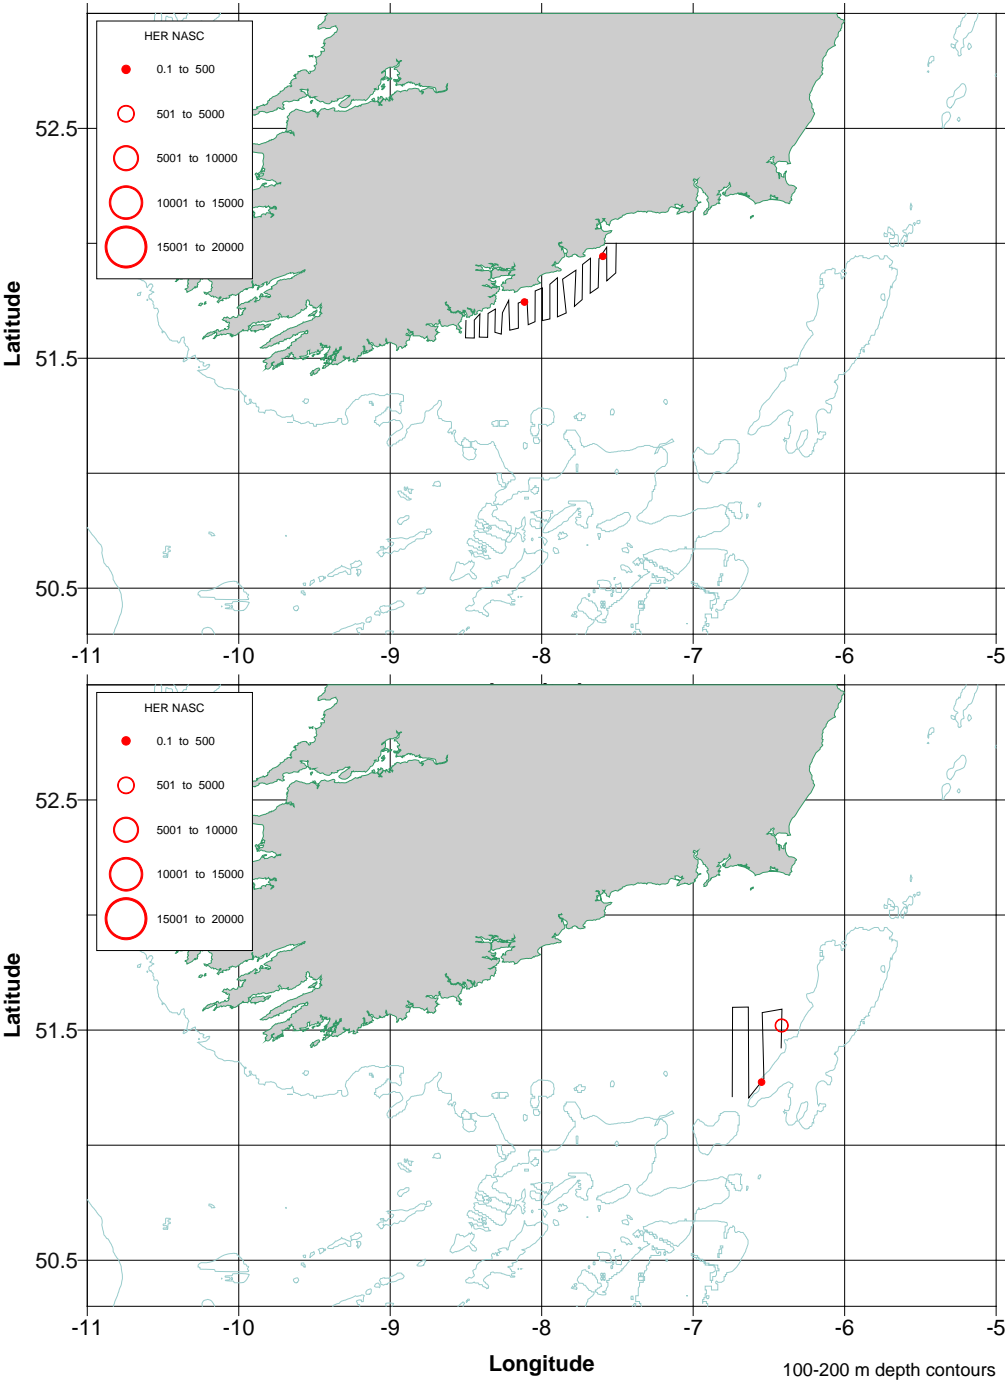 HER NASC
0.1 to 500
501 to 5000
5001 to 10000
10001 to 15000
15001 to 20000
52.5
51.5
50.5
Latitude
-11 -10 -9 -8 -7 -6 -5
HER NASC
0.1 to 500
501 to 5000
5001 to 10000
10001 to 15000
15001 to 20000
52.5
51.5
50.5
Latitude
-11 -10 -9 -8 -7 -6 -5
Longitude
100-200 m depth contours